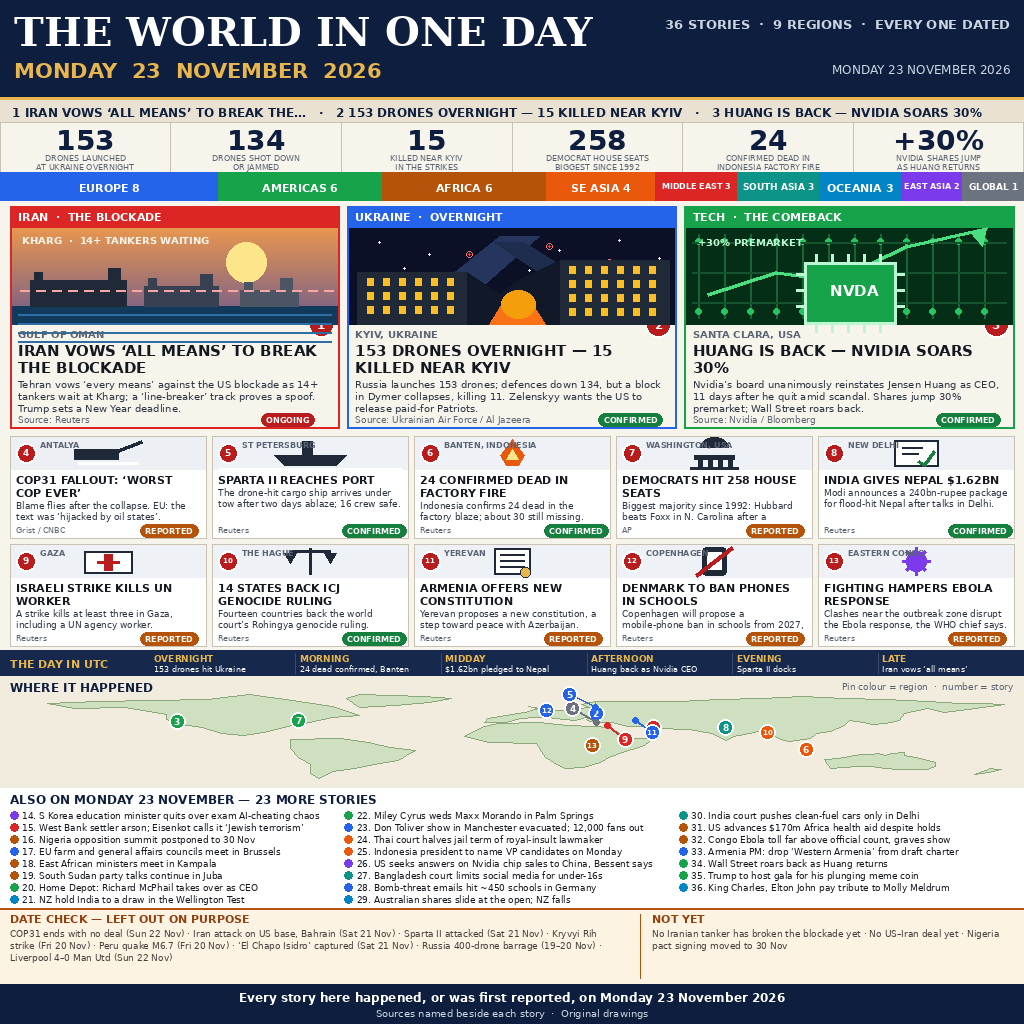 THE WORLD IN ONE DAY
36 STORIES · 9 REGIONS · EVERY ONE DATED
MONDAY 23 NOVEMBER 2026
MONDAY 23 NOVEMBER 2026
1 IRAN VOWS ‘ALL MEANS’ TO BREAK THE… · 2 153 DRONES OVERNIGHT — 15 KILLED NEAR KYIV · 3 HUANG IS BACK — NVIDIA SOARS 30%
153
DRONES LAUNCHED
AT UKRAINE OVERNIGHT
134
DRONES SHOT DOWN
OR JAMMED
15
KILLED NEAR KYIV
IN THE STRIKES
258
DEMOCRAT HOUSE SEATS
BIGGEST SINCE 1992
24
CONFIRMED DEAD IN
INDONESIA FACTORY FIRE
+30%
NVIDIA SHARES JUMP
AS HUANG RETURNS
EUROPE 8
AMERICAS 6
AFRICA 6
SE ASIA 4
MIDDLE EAST 3
SOUTH ASIA 3
OCEANIA 3
EAST ASIA 2
GLOBAL 1
IRAN · THE BLOCKADE
KHARG · 14+ TANKERS WAITING
1
GULF OF OMAN
IRAN VOWS ‘ALL MEANS’ TO BREAK
THE BLOCKADE
Tehran vows ‘every means’ against the US blockade as 14+
tankers wait at Kharg; a ‘line-breaker’ track proves a spoof.
Trump sets a New Year deadline.
Source: Reuters
ONGOING
UKRAINE · OVERNIGHT
2
KYIV, UKRAINE
153 DRONES OVERNIGHT — 15
KILLED NEAR KYIV
Russia launches 153 drones; defences down 134, but a block
in Dymer collapses, killing 11. Zelenskyy wants the US to
release paid-for Patriots.
Source: Ukrainian Air Force / Al Jazeera
CONFIRMED
TECH · THE COMEBACK
+30% PREMARKET
NVDA
3
SANTA CLARA, USA
HUANG IS BACK — NVIDIA SOARS
30%
Nvidia’s board unanimously reinstates Jensen Huang as CEO,
11 days after he quit amid scandal. Shares jump 30%
premarket; Wall Street roars back.
Source: Nvidia / Bloomberg
CONFIRMED
4
ANTALYA
COP31 FALLOUT: ‘WORST
COP EVER’
Blame flies after the collapse. EU: the
text was ‘hijacked by oil states’.
Grist / CNBC
REPORTED
5
ST PETERSBURG
SPARTA II REACHES PORT
The drone-hit cargo ship arrives under
tow after two days ablaze; 16 crew safe.
Reuters
CONFIRMED
6
BANTEN, INDONESIA
24 CONFIRMED DEAD IN
FACTORY FIRE
Indonesia confirms 24 dead in the
factory blaze; about 30 still missing.
Reuters
CONFIRMED
7
WASHINGTON, USA
DEMOCRATS HIT 258 HOUSE
SEATS
Biggest majority since 1992: Hubbard
beats Foxx in N. Carolina after a
AP
REPORTED
8
NEW DELHI
INDIA GIVES NEPAL $1.62BN
Modi announces a 240bn-rupee package
for flood-hit Nepal after talks in Delhi.
Reuters
CONFIRMED
9
GAZA
ISRAELI STRIKE KILLS UN
WORKER
A strike kills at least three in Gaza,
including a UN agency worker.
Reuters
REPORTED
10
THE HAGUE
14 STATES BACK ICJ
GENOCIDE RULING
Fourteen countries back the world
court’s Rohingya genocide ruling.
Reuters
CONFIRMED
11
YEREVAN
ARMENIA OFFERS NEW
CONSTITUTION
Yerevan proposes a new constitution, a
step toward peace with Azerbaijan.
Reuters
REPORTED
12
COPENHAGEN
DENMARK TO BAN PHONES
IN SCHOOLS
Copenhagen will propose a
mobile-phone ban in schools from 2027,
Reuters
REPORTED
13
EASTERN CONGO
FIGHTING HAMPERS EBOLA
RESPONSE
Clashes near the outbreak zone disrupt
the Ebola response, the WHO chief says.
Reuters
REPORTED
THE DAY IN UTC
OVERNIGHT
153 drones hit Ukraine
MORNING
24 dead confirmed, Banten
MIDDAY
$1.62bn pledged to Nepal
AFTERNOON
Huang back as Nvidia CEO
EVENING
Sparta II docks
LATE
Iran vows ‘all means’
WHERE IT HAPPENED
Pin colour = region · number = story
3
7
12
5
4
2
13
9
11
8
10
6
ALSO ON MONDAY 23 NOVEMBER — 23 MORE STORIES
14. S Korea education minister quits over exam AI-cheating chaos
15. West Bank settler arson; Eisenkot calls it ‘Jewish terrorism’
16. Nigeria opposition summit postponed to 30 Nov
17. EU farm and general affairs councils meet in Brussels
18. East African ministers meet in Kampala
19. South Sudan party talks continue in Juba
20. Home Depot: Richard McPhail takes over as CEO
21. NZ hold India to a draw in the Wellington Test
22. Miley Cyrus weds Maxx Morando in Palm Springs
23. Don Toliver show in Manchester evacuated; 12,000 fans out
24. Thai court halves jail term of royal-insult lawmaker
25. Indonesia president to name VP candidates on Monday
26. US seeks answers on Nvidia chip sales to China, Bessent says
27. Bangladesh court limits social media for under-16s
28. Bomb-threat emails hit ~450 schools in Germany
29. Australian shares slide at the open; NZ falls
30. India court pushes clean-fuel cars only in Delhi
31. US advances $170m Africa health aid despite holds
32. Congo Ebola toll far above official count, graves show
33. Armenia PM: drop ‘Western Armenia’ from draft charter
34. Wall Street roars back as Huang returns
35. Trump to host gala for his plunging meme coin
36. King Charles, Elton John pay tribute to Molly Meldrum
DATE CHECK — LEFT OUT ON PURPOSE
COP31 ends with no deal (Sun 22 Nov) · Iran attack on US base, Bahrain (Sat 21 Nov) · Sparta II attacked (Sat 21 Nov) · Kryvyi Rih
strike (Fri 20 Nov) · Peru quake M6.7 (Fri 20 Nov) · ‘El Chapo Isidro’ captured (Sat 21 Nov) · Russia 400-drone barrage (19–20 Nov) ·
Liverpool 4–0 Man Utd (Sun 22 Nov)
NOT YET
No Iranian tanker has broken the blockade yet · No US–Iran deal yet · Nigeria
pact signing moved to 30 Nov
Every story here happened, or was first reported, on Monday 23 November 2026
Sources named beside each story · Original drawings